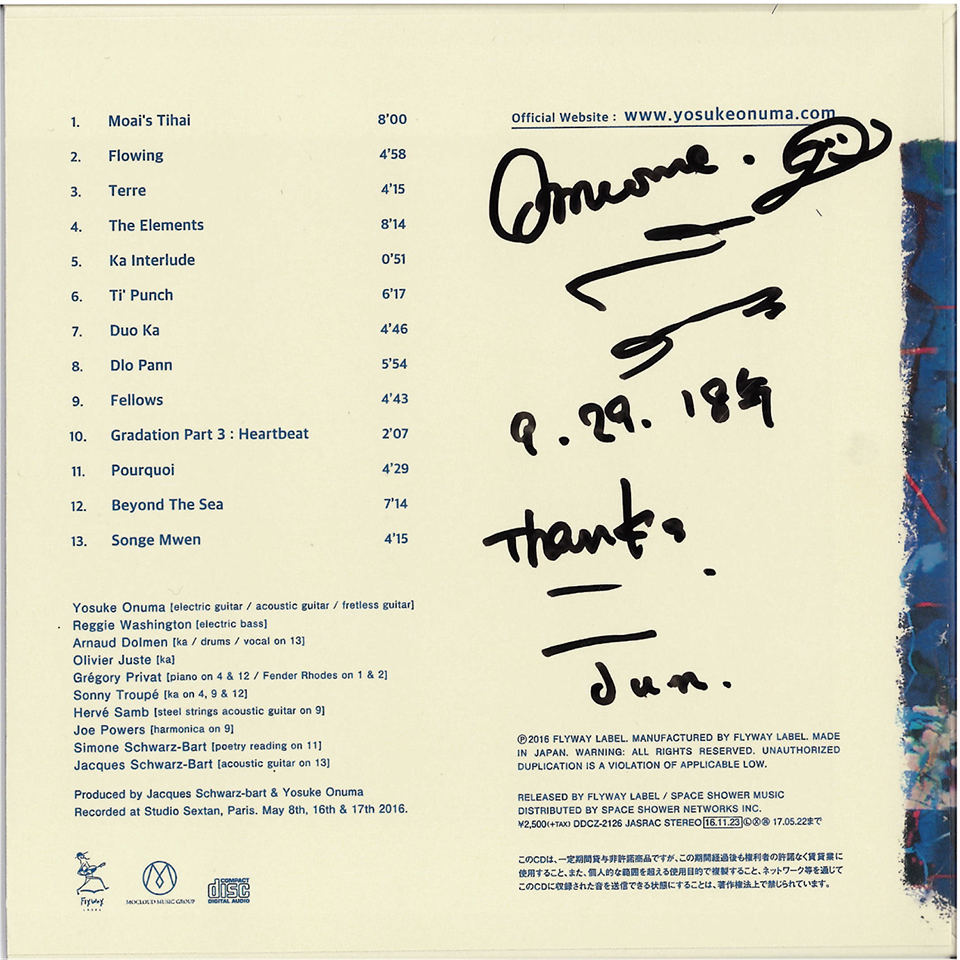 1. Moai's Tihai 8'00
2. Flowing 4'58
3. Terre 4'15
4. The Elements 8'14
5. Ka Interlude 0'51
6. Ti' Punch 6'17
7. Duo Ka 4'46
8. Dlo Pann 5'54
9. Fellows 4'43
10. Gradation Part 3 : Heartbeat 2'07
11. Pourquoi 4'29
12. Beyond The Sea 7'14
13. Songe Mwen 4'15
Yosuke Onuma [electric guitar / acoustic guitar / fretless guitar]
Reggie Washington [electric bass]
Arnaud Dolmen [ka / drums / vocal on 13]
Olivier Juste [ka]
Grégory Privat [piano on 4 & 12 / Fender Rhodes on 1 & 2]
Sonny Troupé [ka on 4, 9 & 12]
Hervé Samb [steel strings acoustic guitar on 9]
Joe Powers [harmonica on 9]
Simone Schwarz-Bart [poetry reading on 11]
Jacques Schwarz-Bart [acoustic guitar on 13]
Produced by Jacques Schwarz-bart & Yosuke Onuma
Recorded at Studio Sextan, Paris. May 8th, 16th & 17th 2016.
Flyway
LABEL
MOCLOUD MUSIC GROUP
COMPACT
disc
DIGITAL AUDIO
Official Website : www.yosukeonuma.com
9.29.18
Thanks.
Jun.
℗2016 FLYWAY LABEL. MANUFACTURED BY FLYWAY LABEL. MADE
IN JAPAN. WARNING: ALL RIGHTS RESERVED. UNAUTHORIZED
DUPLICATION IS A VIOLATION OF APPLICABLE LOW.
RELEASED BY FLYWAY LABEL / SPACE SHOWER MUSIC
DISTRIBUTED BY SPACE SHOWER NETWORKS INC.
¥2,500(+TAX) DDCZ-2126 JASRAC STEREO 16.11.23 Ⓛ Ⓧ 17.05.22まで
このCDは、一定期間貸与非許諾商品ですが、この期間経過後も権利者の許諾なく賃貸業に
使用すること、また、個人的な範囲を超える使用目的で複製すること、ネットワーク等を通じて
このCDに収録された音を送信できる状態にすることは、著作権法上で禁じられています。